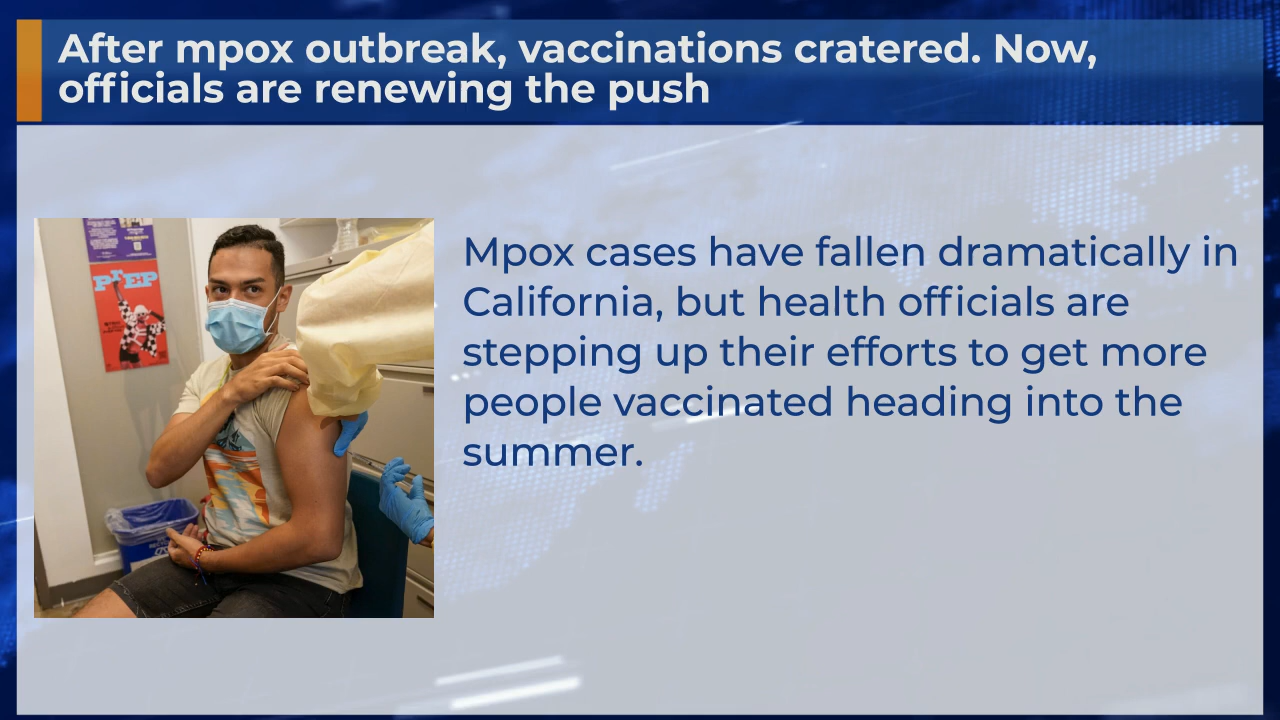 After mpox outbreak, vaccinations cratered. Now,
officials are renewing the push
PrEP
Mpox cases have fallen dramatically in
California, but health officials are
stepping up their efforts to get more
people vaccinated heading into the
summer.